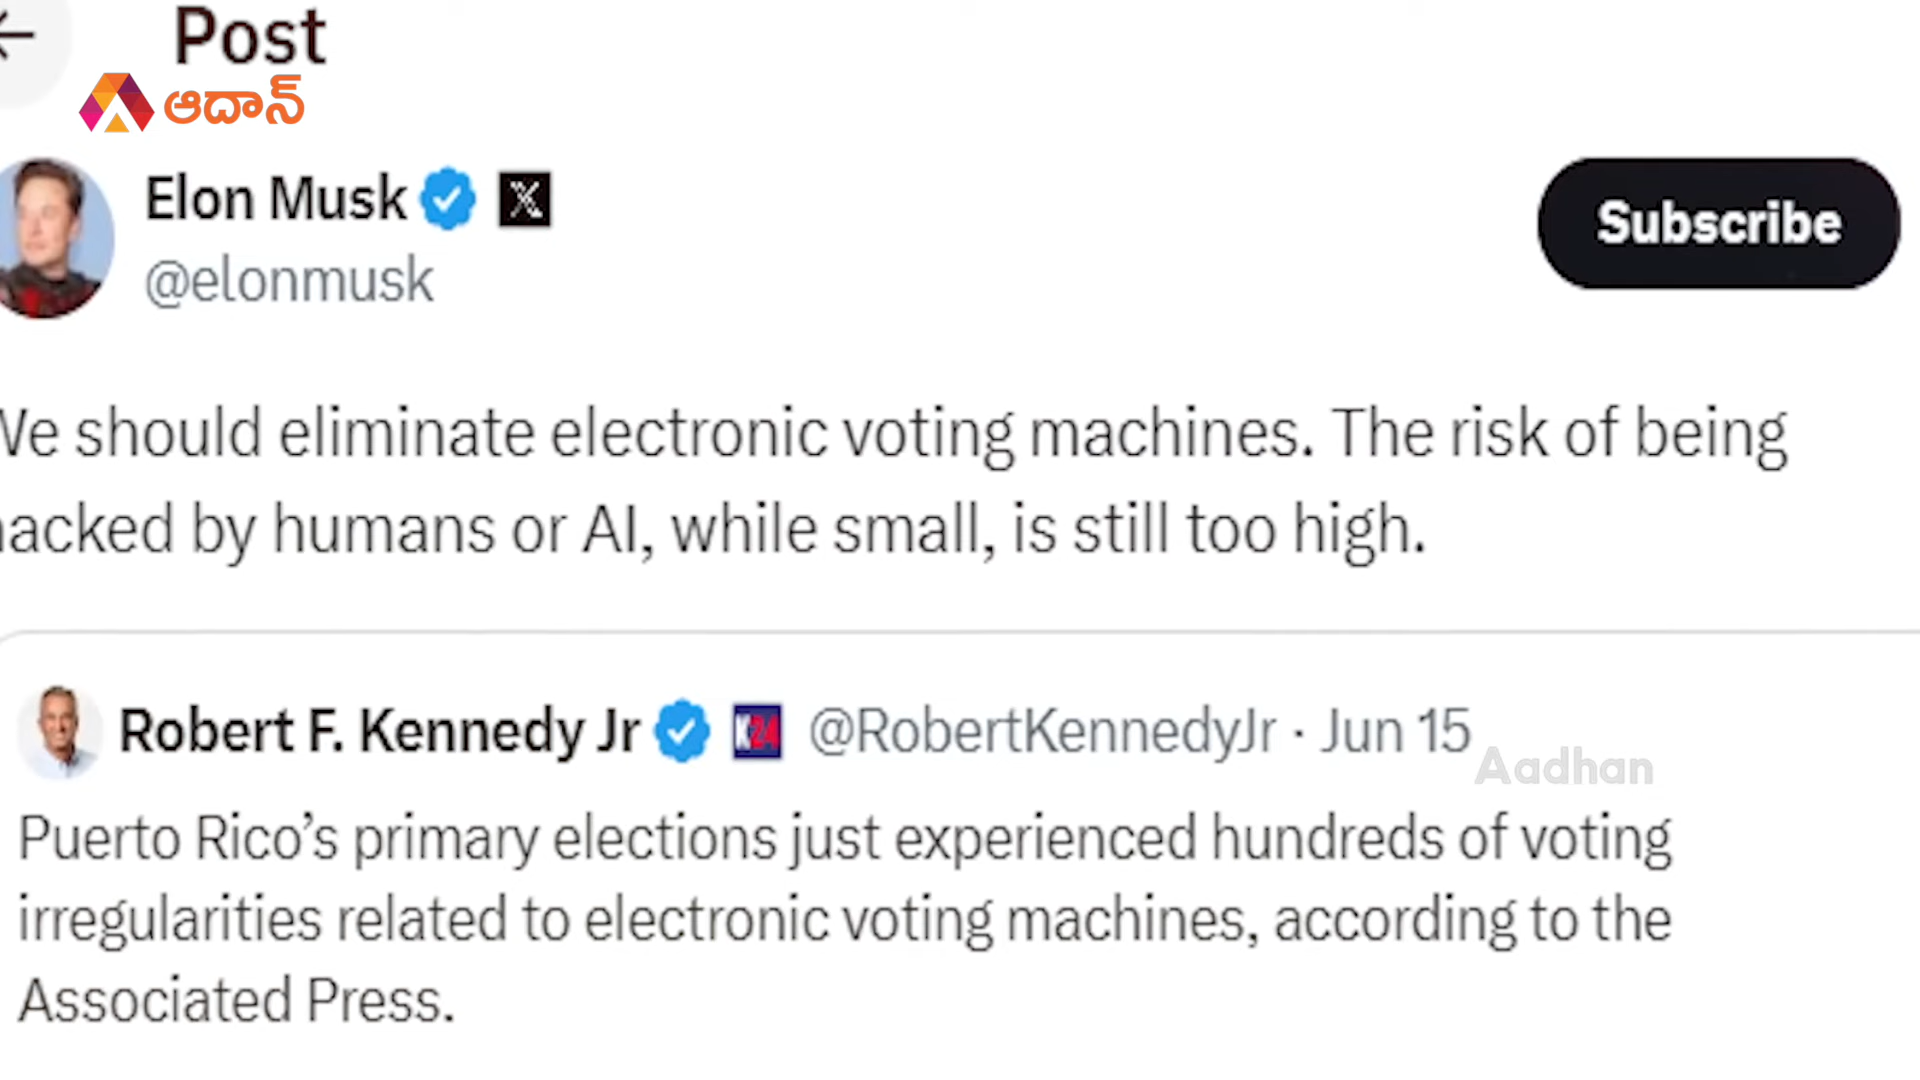 Post
ఆదాన్
Elon Musk
@elonmusk
Subscribe
We should eliminate electronic voting machines. The risk of being
hacked by humans or AI, while small, is still too high.
Robert F. Kennedy Jr K24 @RobertKennedyJr · Jun 15
Aadhan
Puerto Rico’s primary elections just experienced hundreds of voting
irregularities related to electronic voting machines, according to the
Associated Press.